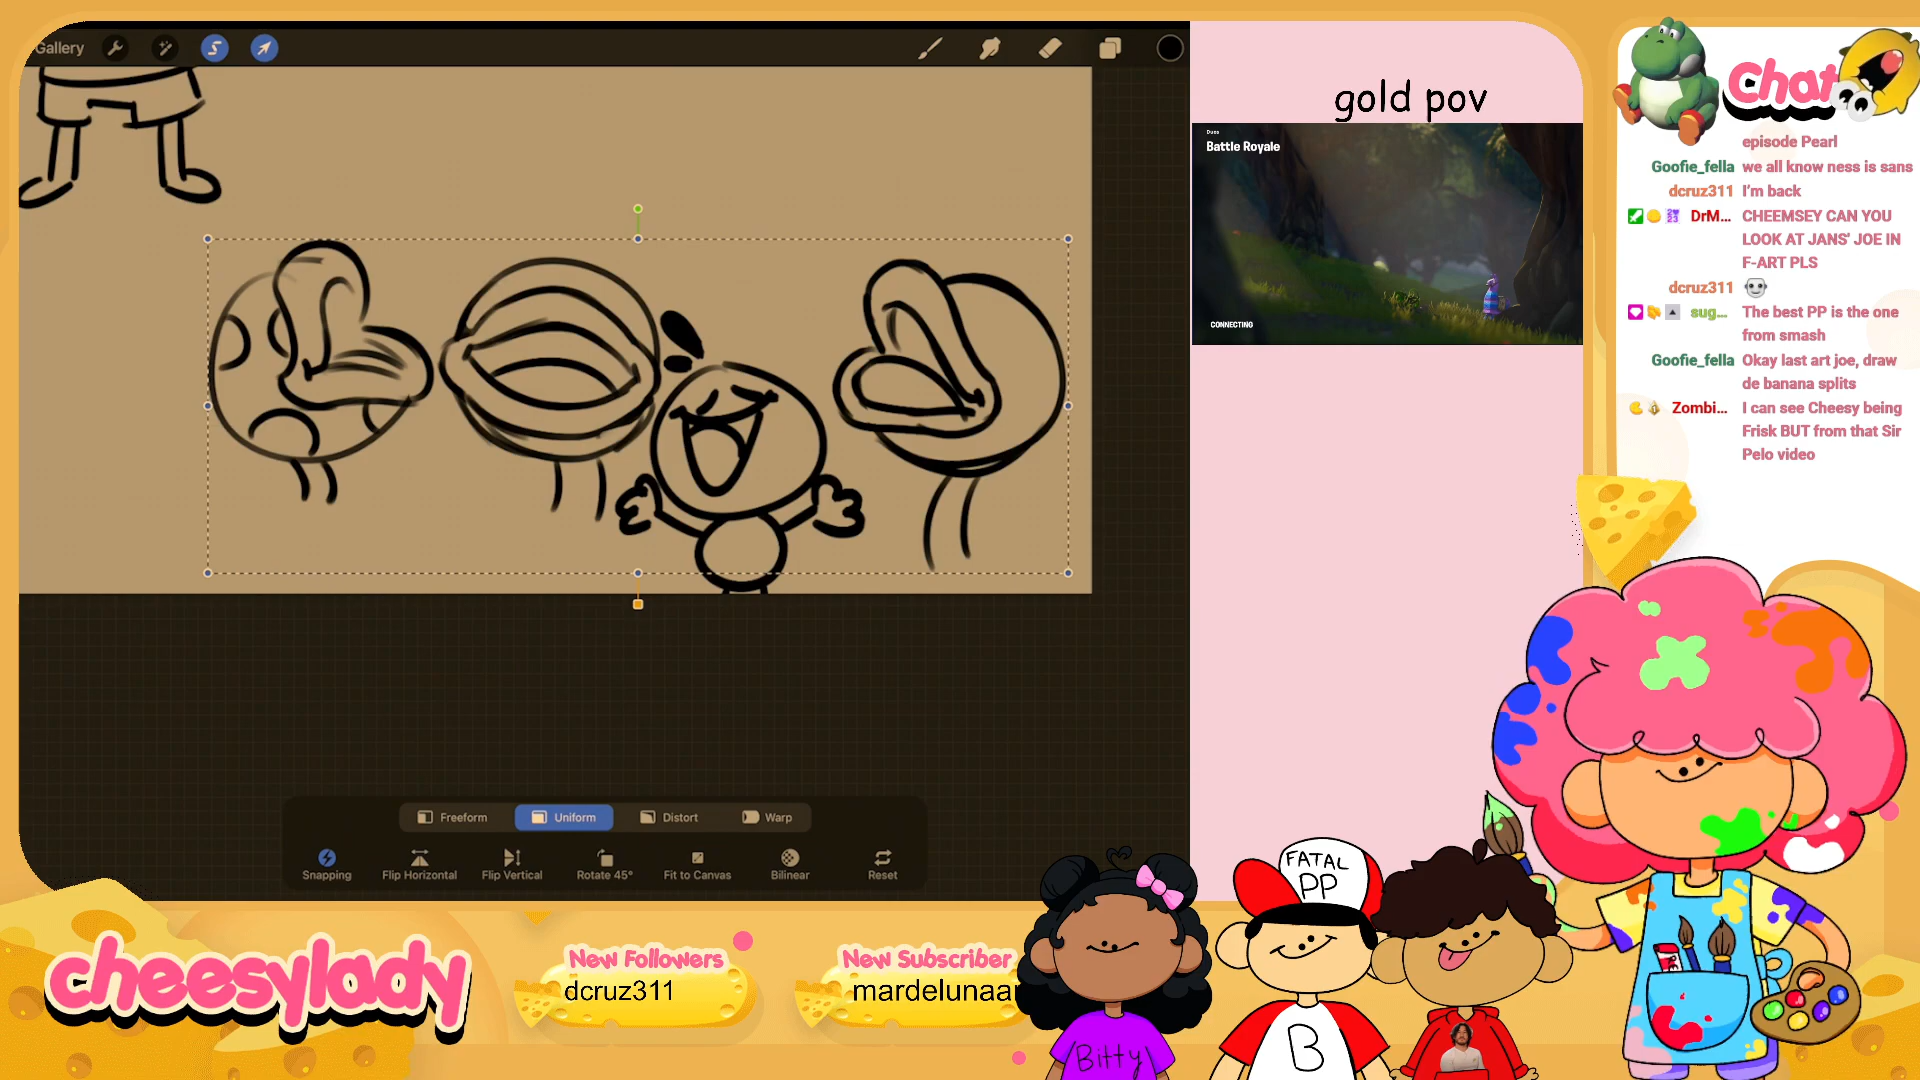 Gallery
gold pov
Duos
Battle Royale
CONNECTING
Chat
episode Pearl
Goofie_fella we all know ness is sans
dcruz311 I'm back
DrM... CHEEMSEY CAN YOU
LOOK AT JANS' JOE IN
F-ART PLS
dcruz311
sug... The best PP is the one
from smash
Goofie_fella Okay last art joe, draw
de banana splits
Zombi... I can see Cheesy being
Frisk BUT from that Sir
Pelo video
Freeform Uniform Distort Warp
Snapping Flip Horizontal Flip Vertical Rotate 45° Fit to Canvas Bilinear Reset
cheesylady
New Followers
dcruz311
New Subscriber
mardelunaar
FATAL
PP
Bitty
B